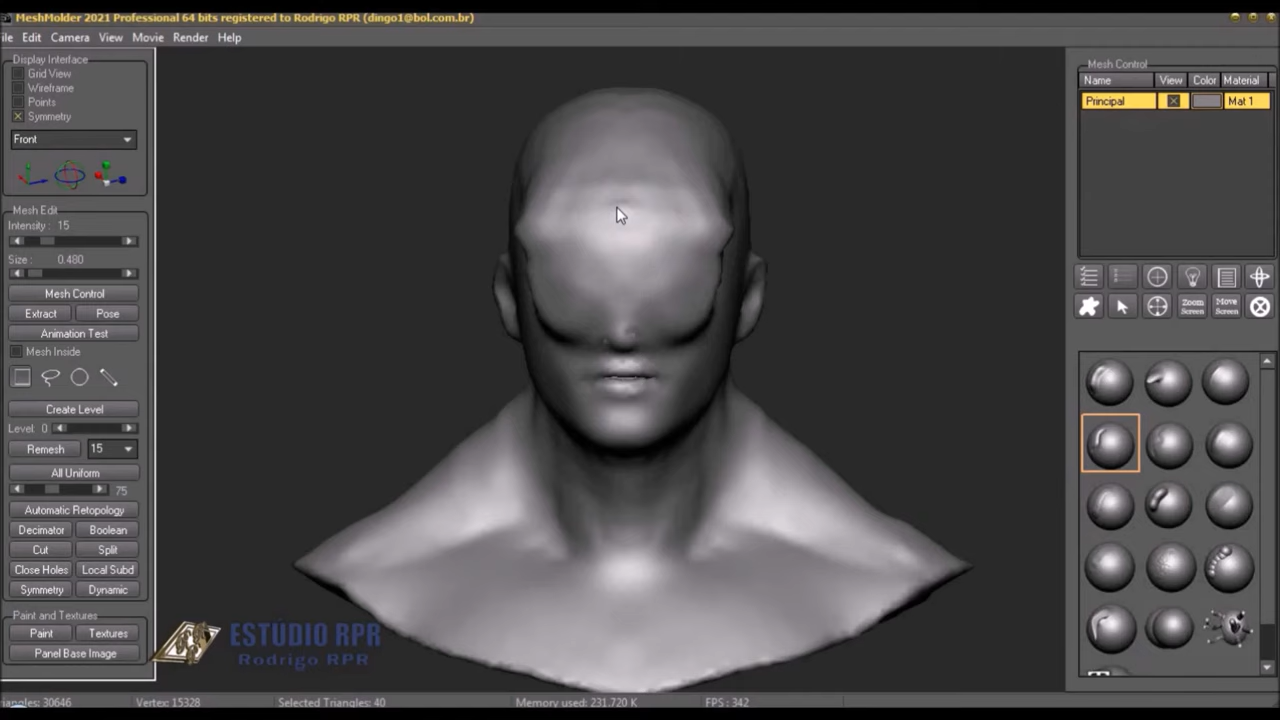 MeshMolder 2021 Professional 64 bits registered to Rodrigo RPR (dingo1@bol.com.br)
ile Edit Camera View Movie Render Help
Display Interface
Grid View
Wireframe
Points
Symmetry
Front
Mesh Edit
Intensity : 15
Size : 0.480
Mesh Control
Extract Pose
Animation Test
Mesh Inside
Create Level
Level: 0
Remesh 15
All Uniform
75
Automatic Retopology
Decimator Boolean
Cut Split
Close Holes Local Subd
Symmetry Dynamic
Paint and Textures
Paint Textures
Panel Base Image
ESTÚDIO RPR
Rodrigo RPR
Mesh Control
Name View Color Material
Principal Mat 1
Zoom Screen Move Screen
iangles: 30646 Vertex: 15328 Selected Triangles: 40 Memory used: 231.720 K FPS : 342